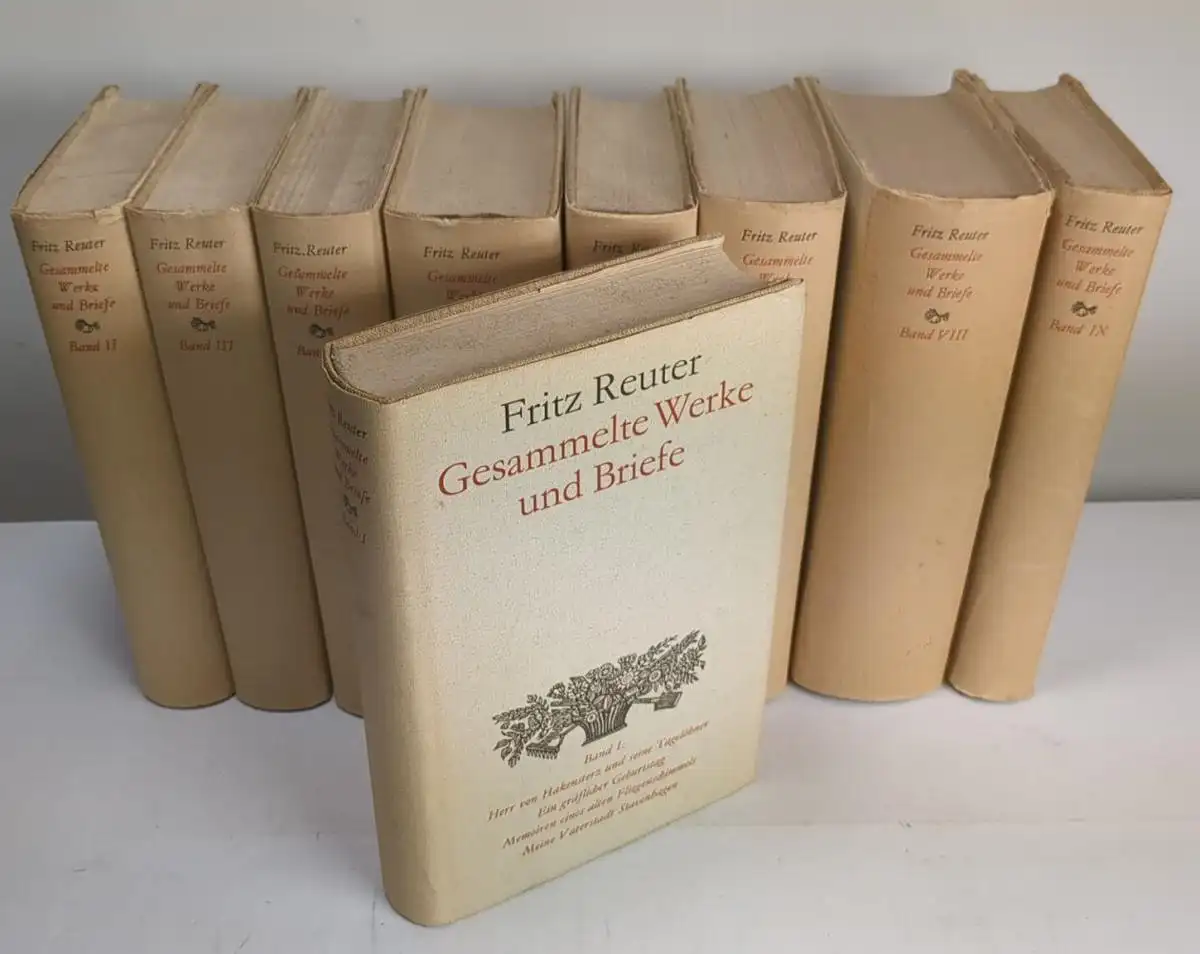 Fritz Reuter
Gesammelte
Werke
und Briefe
Band II
Fritz Reuter
Gesammelte
Werke
und Briefe
Band III
Fritz Reuter
Gesammelte
Werke
und Briefe
Fritz Reuter
Gesammelte
Fritz Reuter
Gesammelte
Fritz Reuter
Gesammelte
Werke
und Briefe
Band VIII
Fritz Reuter
Gesammelte
Werke
und Briefe
Band IX
Reuter
Band I
Fritz Reuter
Gesammelte Werke
und Briefe
Band I.
Herr von Hakensterz und seine Tagelöhner
Ein gräflicher Geburtstag
Memoiren eines alten Fliegenschimmels
Meine Vaterstadt Stavenhagen